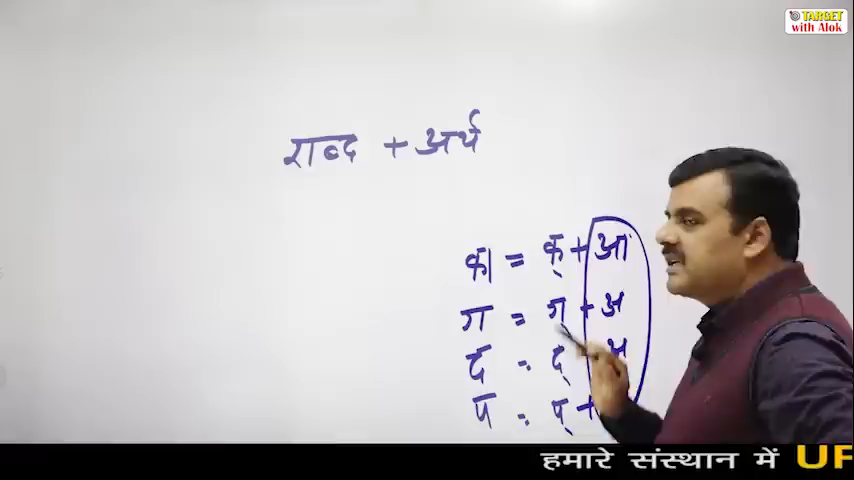 TARGET
with Alok
शब्द + अर्थ
का = क् + आ
ग = ग् + अ
द = द् अ
प = प् +
हमारे संस्थान में UF